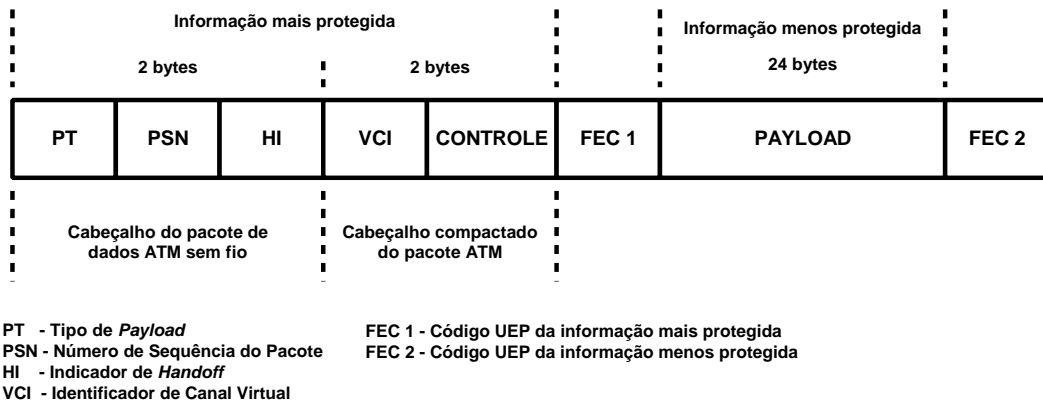 Informação mais protegida
Informação menos protegida
2 bytes
2 bytes
24 bytes
PT
PSN
HI
VCI
CONTROLE
FEC 1
PAYLOAD
FEC 2
Cabeçalho do pacote de
dados ATM sem fio
Cabeçalho compactado
do pacote ATM
PT - Tipo de Payload
PSN - Número de Sequência do Pacote
HI - Indicador de Handoff
VCI - Identificador de Canal Virtual
FEC 1 - Código UEP da informação mais protegida
FEC 2 - Código UEP da informação menos protegida